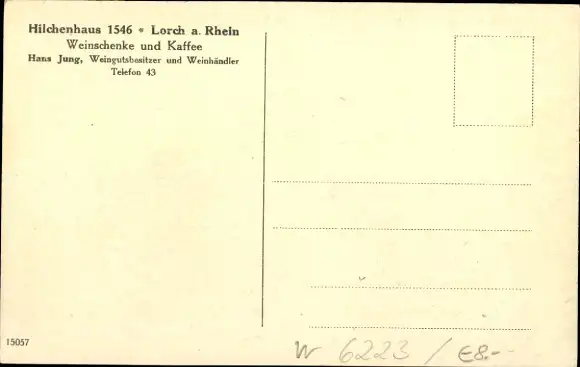 Hilchenhaus 1546 * Lorch a. Rhein
Weinschenke und Kaffee
Hans Jung, Weingutsbesitzer und Weinhändler
Telefon 43
15057
W 6223 / €8.-